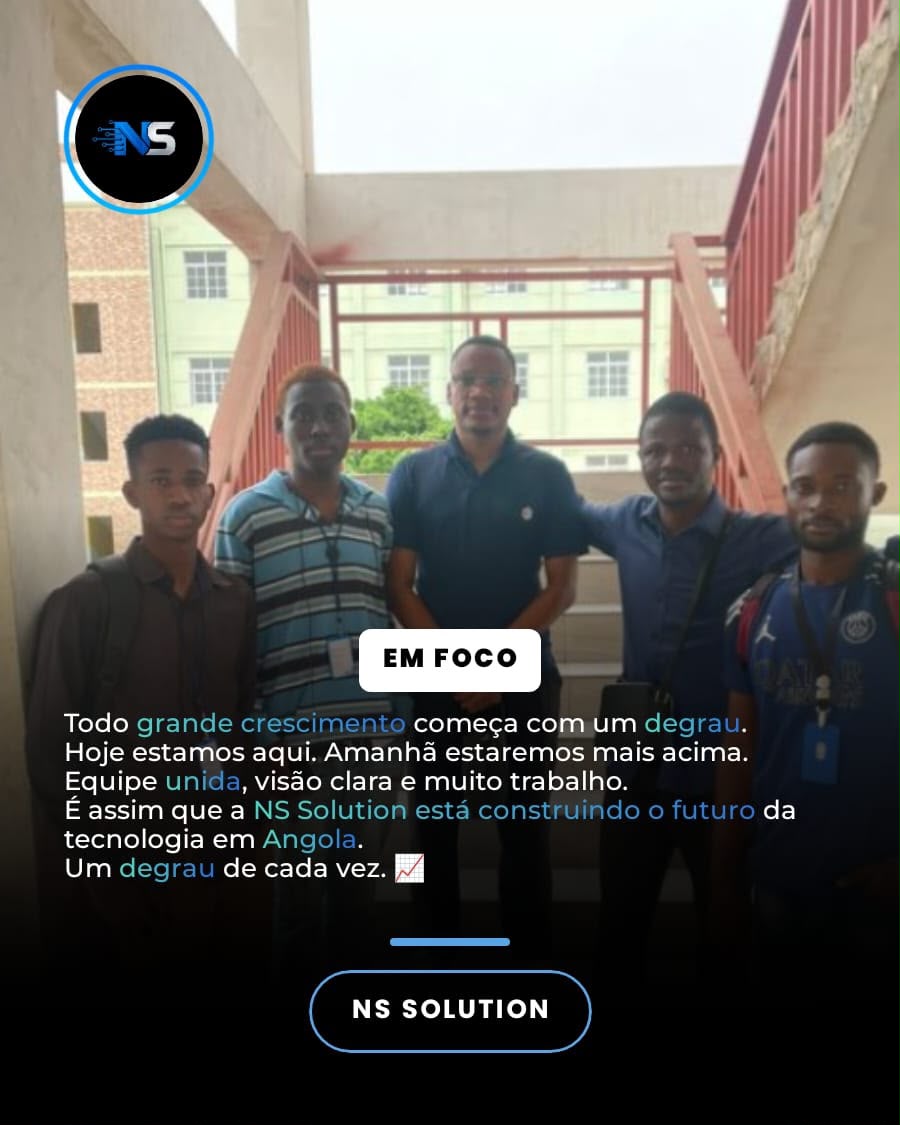 NS
EM FOCO
Todo grande crescimento começa com um degrau.
Hoje estamos aqui. Amanhã estaremos mais acima.
Equipe unida, visão clara e muito trabalho.
É assim que a NS Solution está construindo o futuro da
tecnologia em Angola.
Um degrau de cada vez. 📈
NS SOLUTION